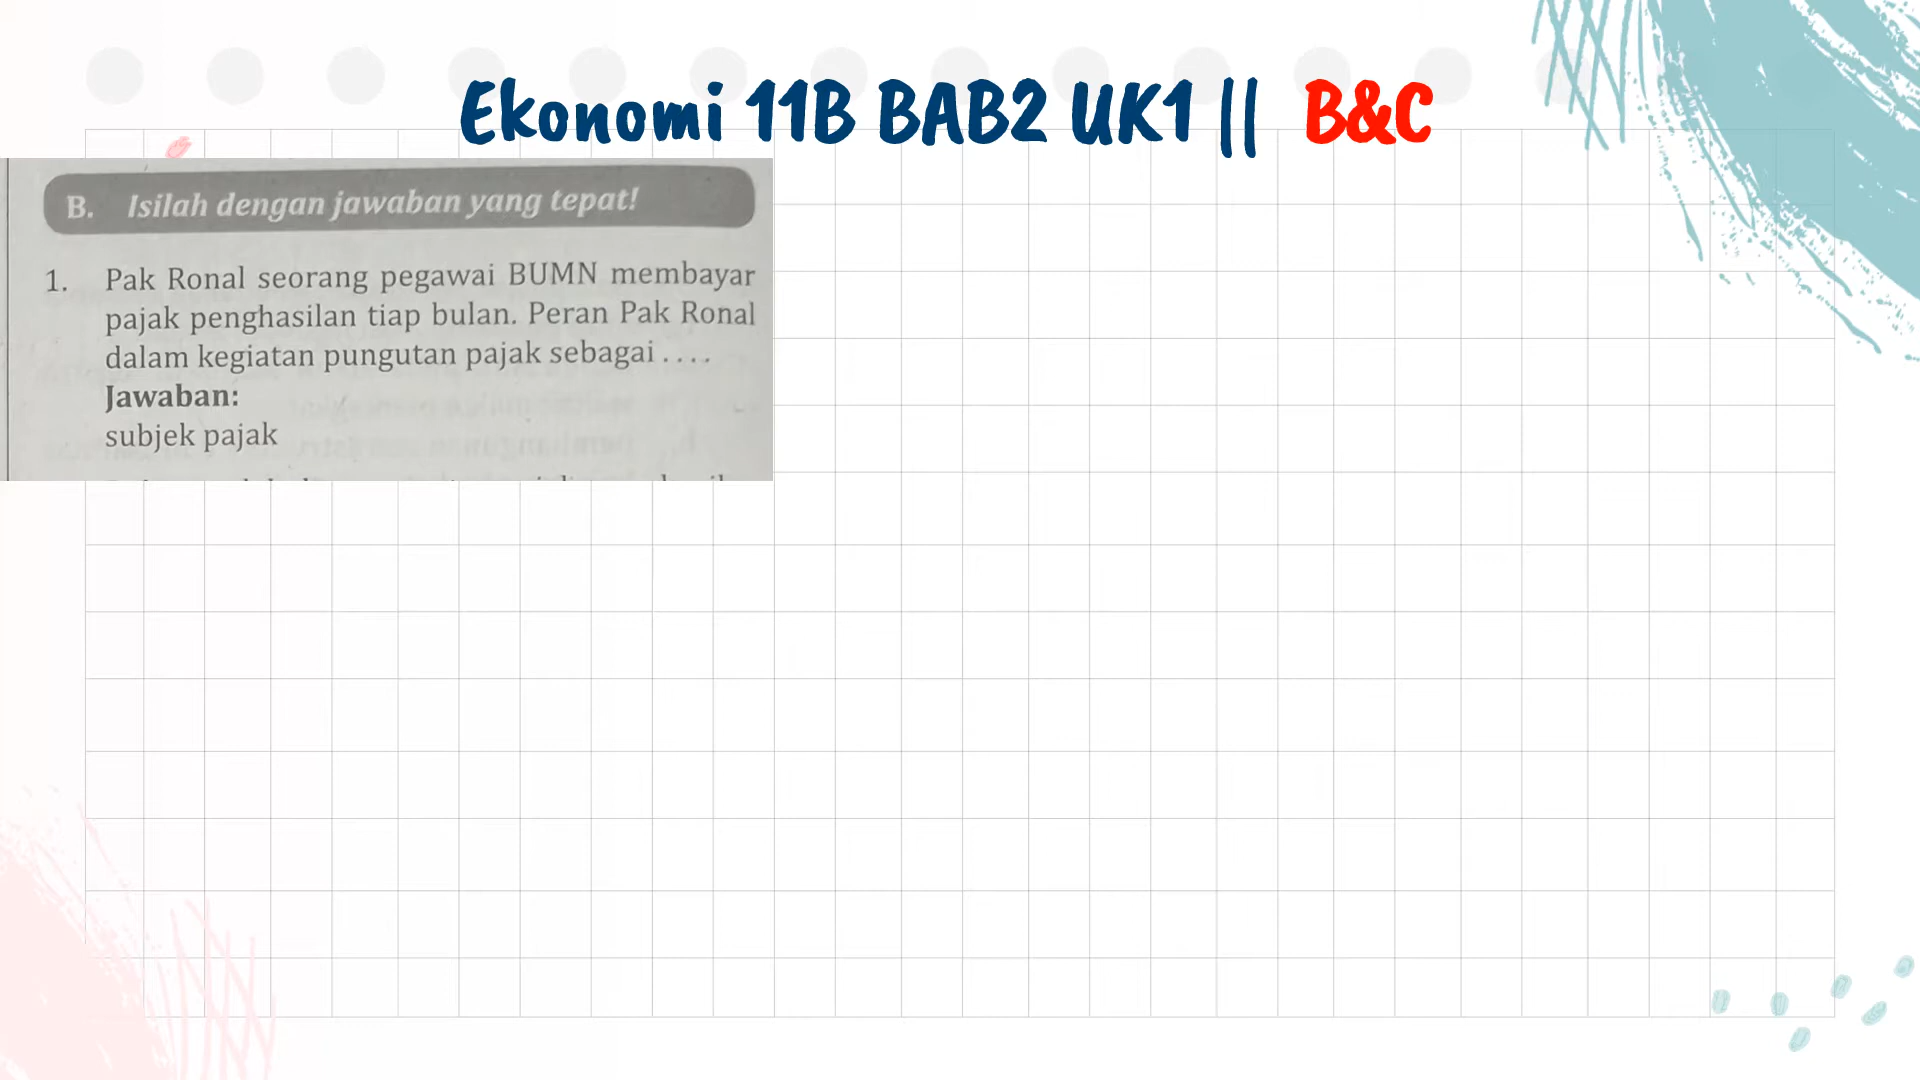 Ekonomi 11B BAB2 UK1 || B&C
B. Isilah dengan jawaban yang tepat!
1. Pak Ronal seorang pegawai BUMN membayar
pajak penghasilan tiap bulan. Peran Pak Ronal
dalam kegiatan pungutan pajak sebagai . . . .
Jawaban:
subjek pajak